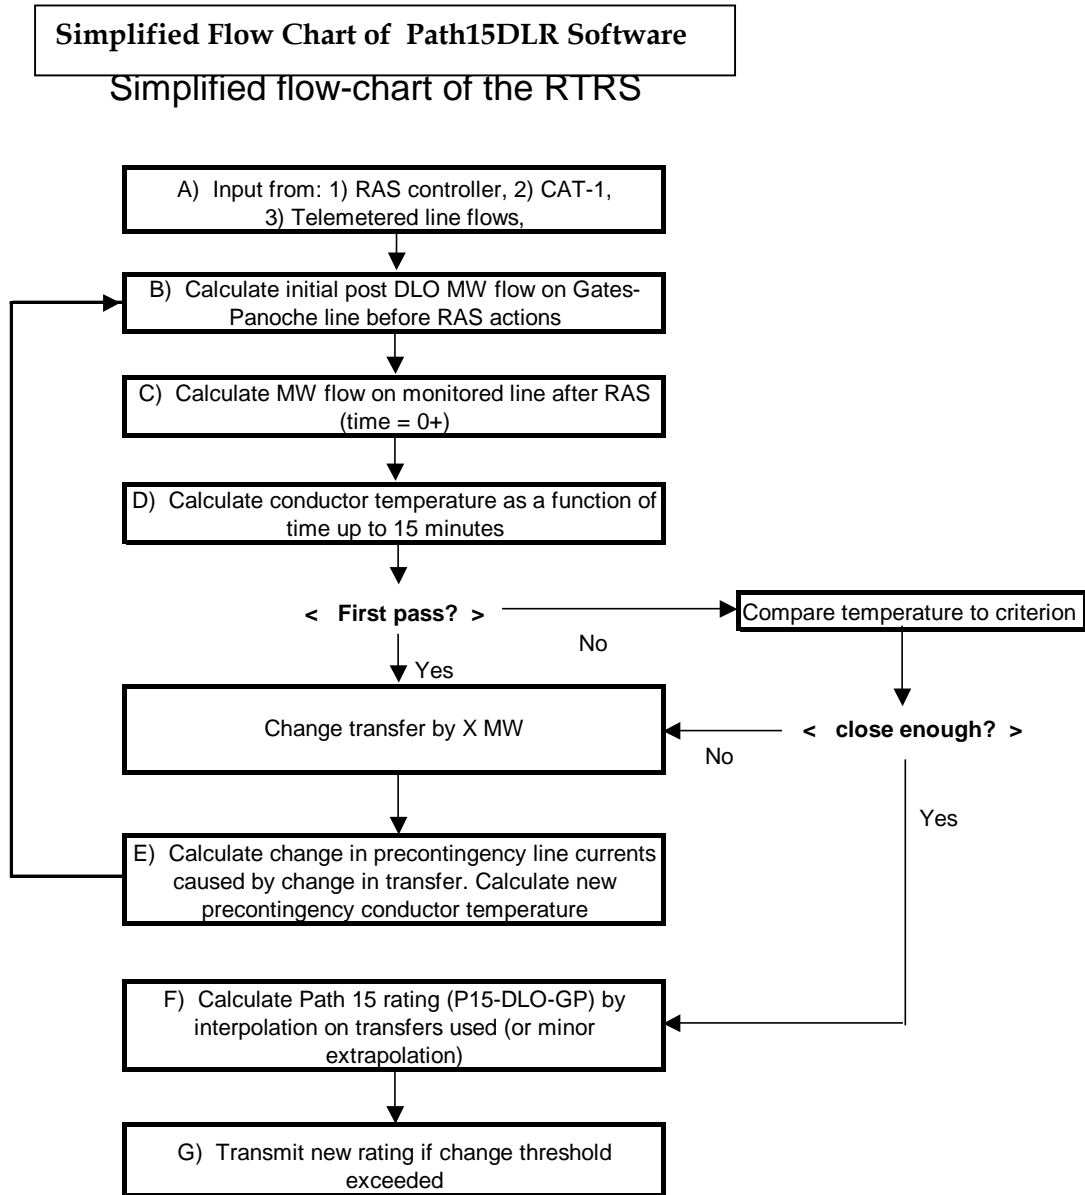 Simplified Flow Chart of Path15DLR Software
Simplified flow-chart of the RTRS
A) Input from: 1) RAS controller, 2) CAT-1,
3) Telemetered line flows,
B) Calculate initial post DLO MW flow on Gates-
Panoche line before RAS actions
C) Calculate MW flow on monitored line after RAS
(time = 0+)
D) Calculate conductor temperature as a function of
time up to 15 minutes
< First pass? >
No
Compare temperature to criterion
Yes
Change transfer by X MW
< close enough? >
No
Yes
E) Calculate change in precontingency line currents
caused by change in transfer. Calculate new
precontingency conductor temperature
F) Calculate Path 15 rating (P15-DLO-GP) by
interpolation on transfers used (or minor
extrapolation)
G) Transmit new rating if change threshold
exceeded